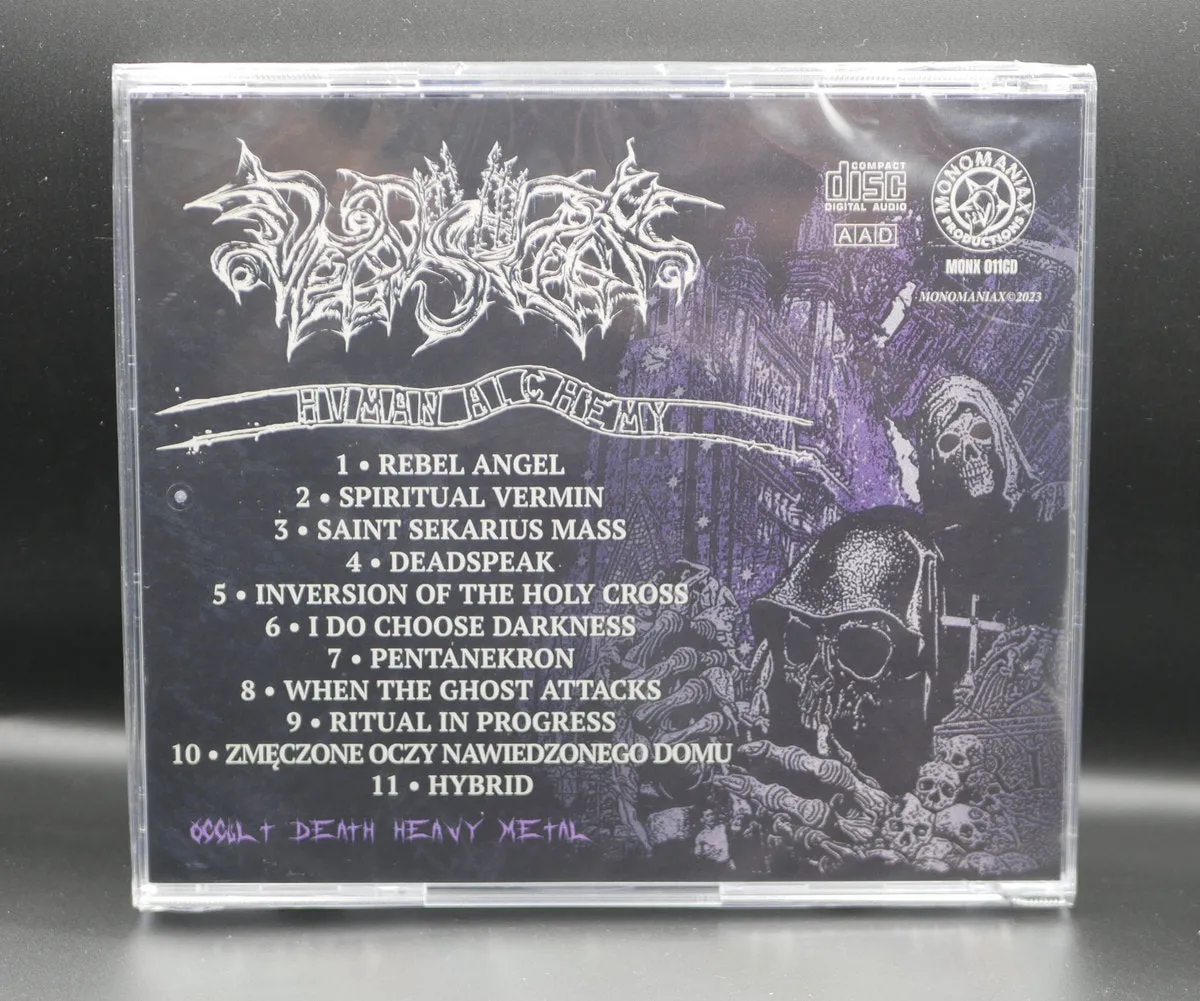 COMPACT
disc
DIGITAL AUDIO
AAD
MONOMANIAX
PRODUCTIONS
MONX 011CD
MONOMANIAX©2023
HUMAN ALCHEMY
1 • REBEL ANGEL
2 • SPIRITUAL VERMIN
3 • SAINT SEKARIUS MASS
4 • DEADSPEAK
5 • INVERSION OF THE HOLY CROSS
6 • I DO CHOOSE DARKNESS
7 • PENTANEKRON
8 • WHEN THE GHOST ATTACKS
9 • RITUAL IN PROGRESS
10 • ZMĘCZONE OCZY NAWIEDZONEGO DOMU
11 • HYBRID
OCCULT DEATH HEAVY METAL